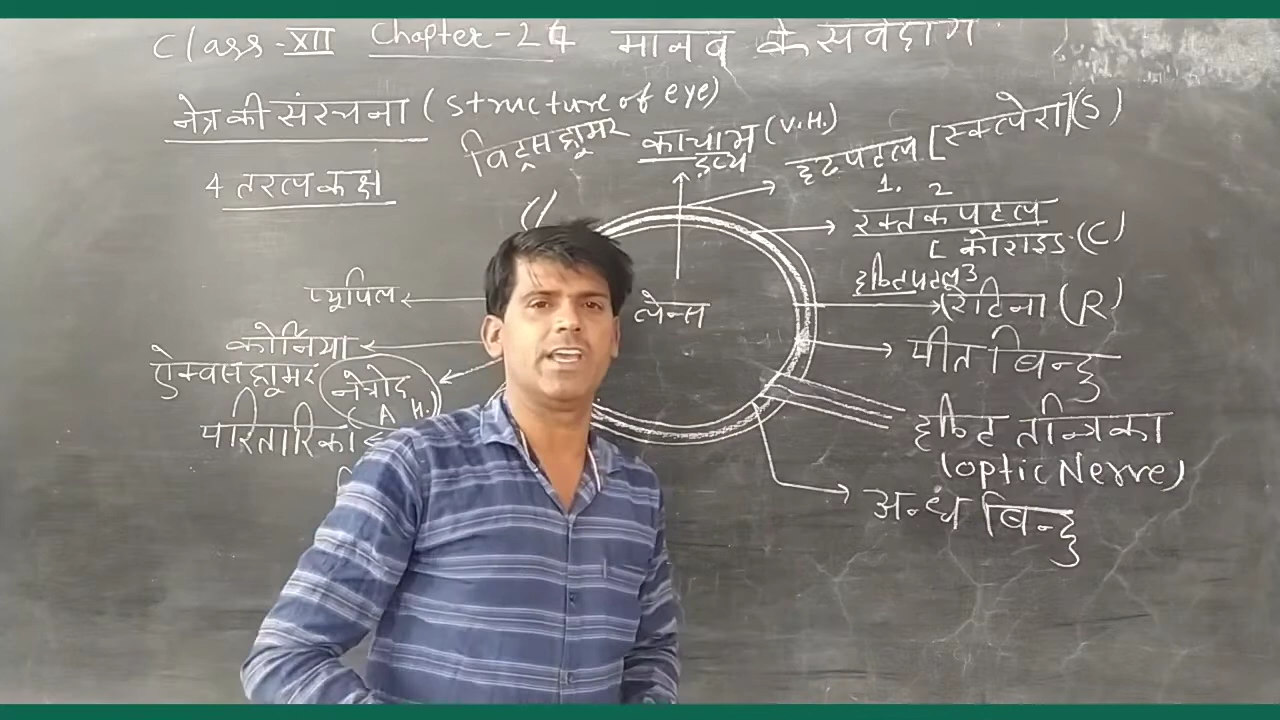 Class-XII Chapter-24 मानव के संवेदांग
नेत्र की संरचना (Structure of eye)
विट्रस ह्यूमर काचाभ द्रव्य (V.H.)
4 तरल कक्ष
दृढ़ पटल [स्क्लेरा] (S)
1. 2
रक्तक पटल
[कोराइड (C)
दृष्टि पटल 3
रेटिना (R)
प्यूपिल
लेन्स
कोर्निया
पीत बिन्दु
ऐक्वस ह्यूमर नेत्रोद
(A H.
परितारिका
दृष्टि तन्त्रिका
(optic Nerve)
अन्ध बिन्दु